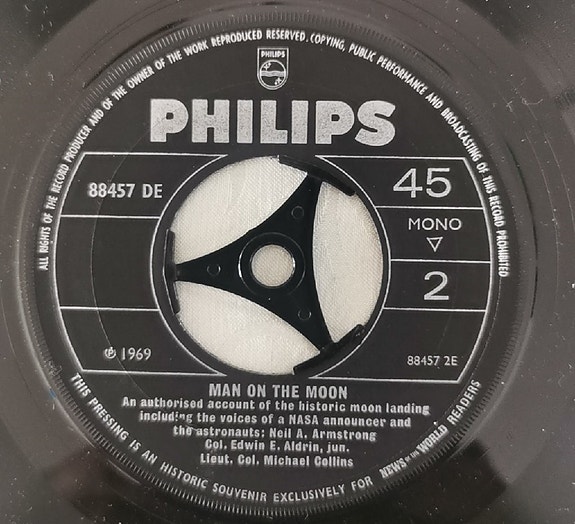 ALL RIGHTS OF THE RECORD PRODUCER AND OF THE OWNER OF THE WORK REPRODUCED RESERVED. COPYING, PUBLIC PERFORMANCE AND BROADCASTING OF THIS RECORD PROHIBITED
PHILIPS
PHILIPS
88457 DE
45
MONO
2
℗ 1969
88457 2E
MAN ON THE MOON
An authorised account of the historic moon landing
including the voices of a NASA announcer and
the astronauts: Neil A. Armstrong
Col. Edwin E. Aldrin, jun.
Lieut. Col. Michael Collins
THIS PRESSING IS AN HISTORIC SOUVENIR EXCLUSIVELY FOR NEWS OF THE WORLD READERS